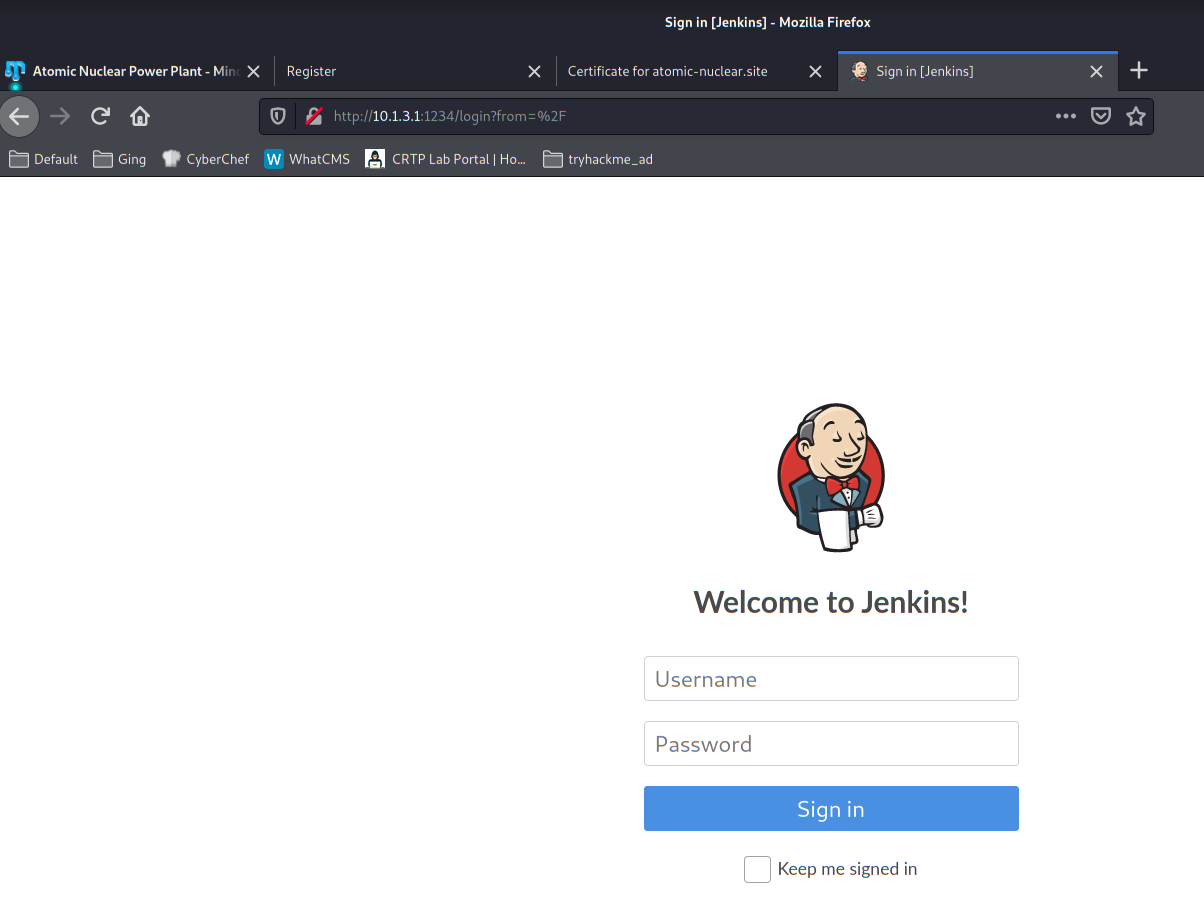 Sign in [Jenkins] - Mozilla Firefox
Atomic Nuclear Power Plant - Mind Register Certificate for atomic-nuclear.site Sign in [Jenkins]
http://10.1.3.1:1234/login?from=%2F
Default Ging CyberChef W WhatCMS CRTP Lab Portal | Ho... tryhackme_ad
Welcome to Jenkins!
Username
Password
Sign in
Keep me signed in